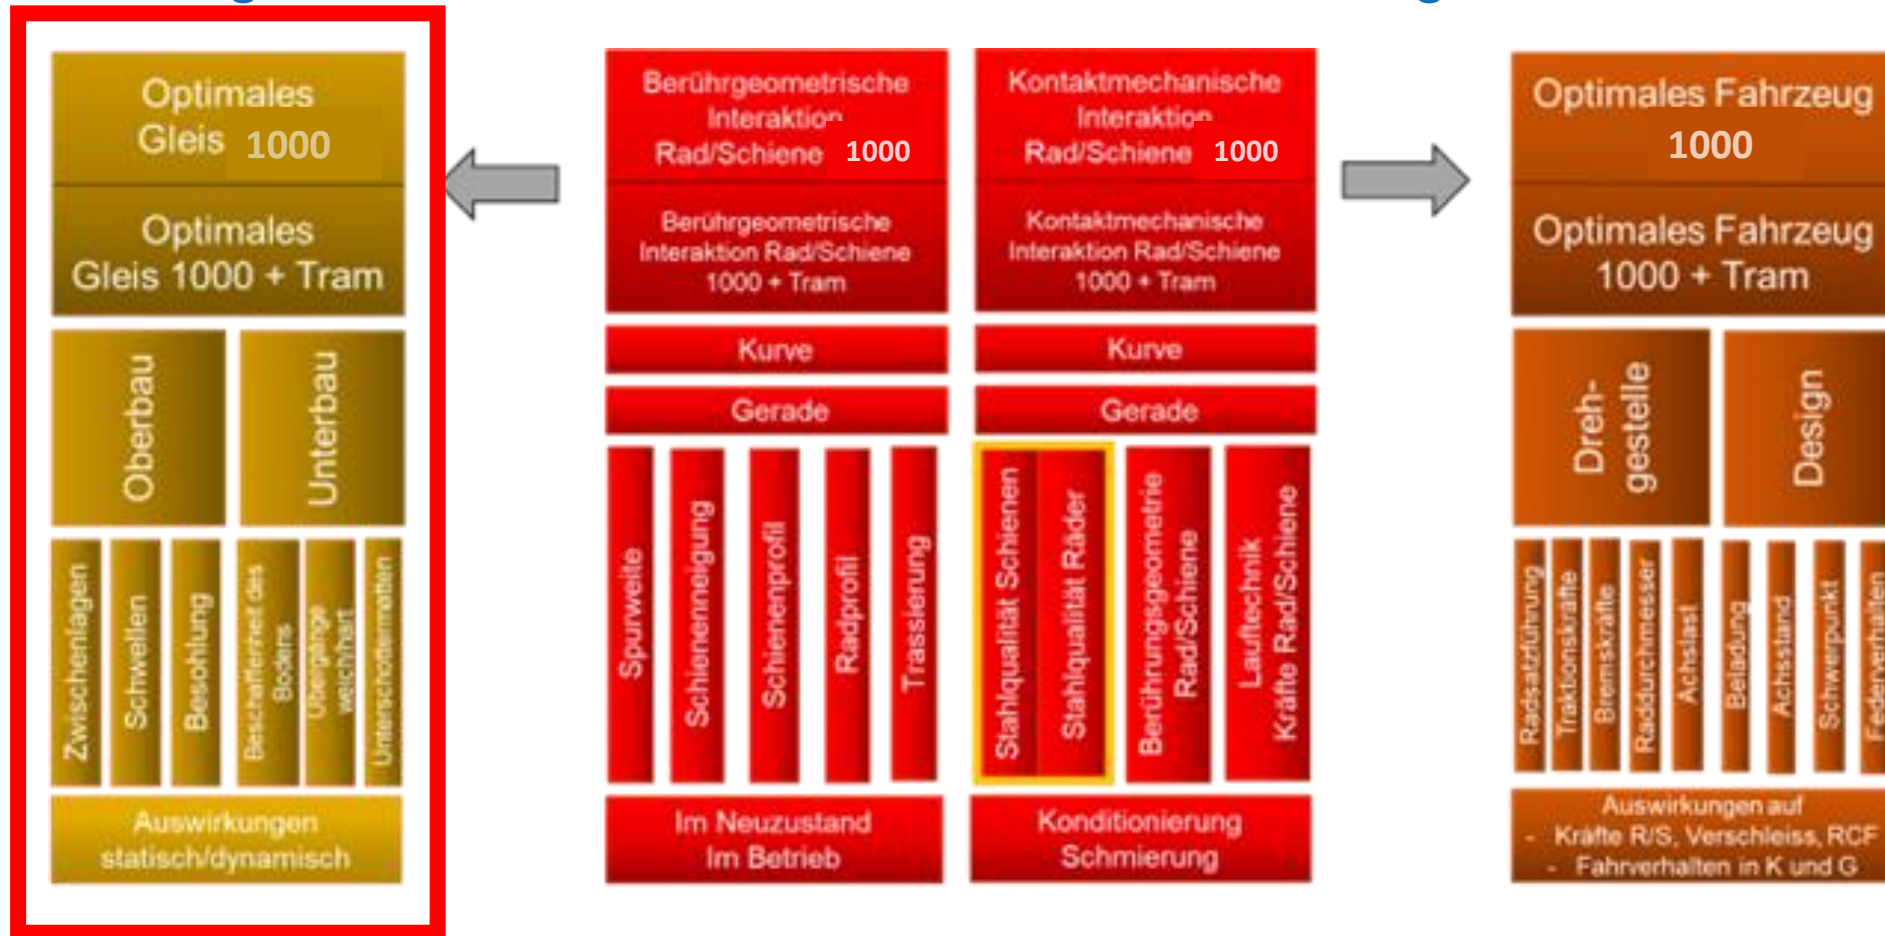 Optimales
Gleis 1000
Optimales
Gleis 1000 + Tram
Oberbau
Unterbau
Zwischenlagen
Schwellen
Besohlung
Beschaffenheit des
Bodens
Übergänge
weich/hart
Unterschottermatten
Auswirkungen
statisch/dynamisch
Berührgeometrische
Interaktion
Rad/Schiene 1000
Berührgeometrische
Interaktion Rad/Schiene
1000 + Tram
Kurve
Gerade
Spurweite
Schienenneigung
Schienenprofil
Radprofil
Trassierung
Im Neuzustand
Im Betrieb
Kontaktmechanische
Interaktion
Rad/Schiene 1000
Kontaktmechanische
Interaktion Rad/Schiene
1000 + Tram
Kurve
Gerade
Stahlqualität Schienen
Stahlqualität Räder
Berührungsgeometrie
Rad/Schiene
Lauftechnik
Kräfte Rad/Schiene
Konditionierung
Schmierung
Optimales Fahrzeug
1000
Optimales Fahrzeug
1000 + Tram
Dreh-
gestelle
Design
Radsatzführung
Traktionskräfte
Bremskräfte
Raddurchmesser
Achslast
Beladung
Achsstand
Schwerpunkt
Federverhalten
Auswirkungen auf
- Kräfte R/S, Verschleiss, RCF
- Fahrverhalten in K und G